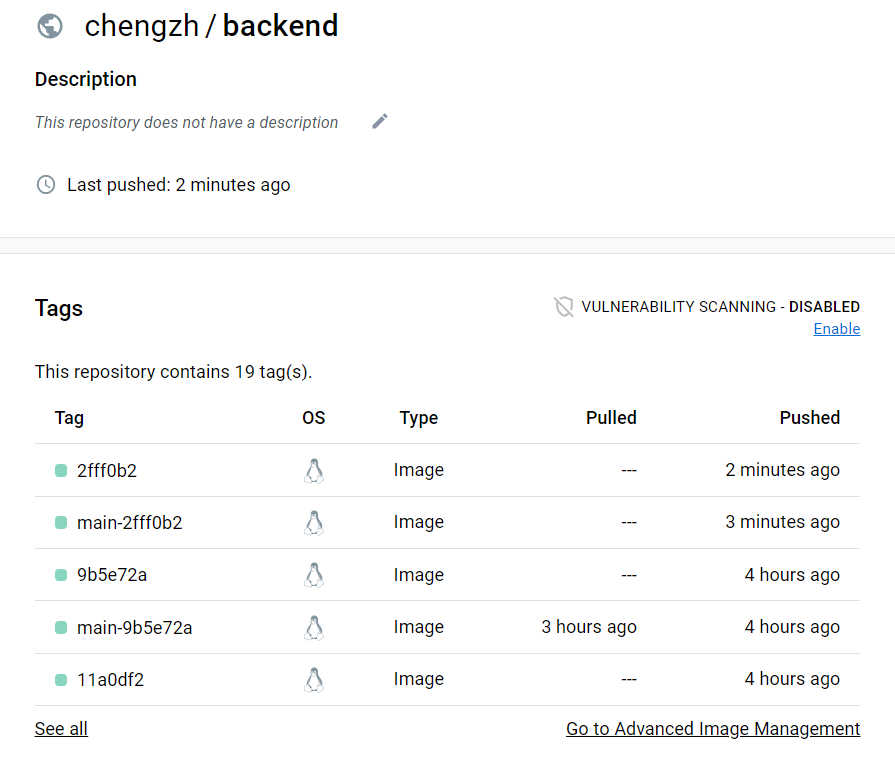 chengzh / backend
Description
This repository does not have a description
Last pushed: 2 minutes ago
Tags
VULNERABILITY SCANNING - DISABLED
Enable
This repository contains 19 tag(s).
Tag OS Type Pulled Pushed
2fff0b2 Image --- 2 minutes ago
main-2fff0b2 Image --- 3 minutes ago
9b5e72a Image --- 4 hours ago
main-9b5e72a Image 3 hours ago 4 hours ago
11a0df2 Image --- 4 hours ago
See all Go to Advanced Image Management